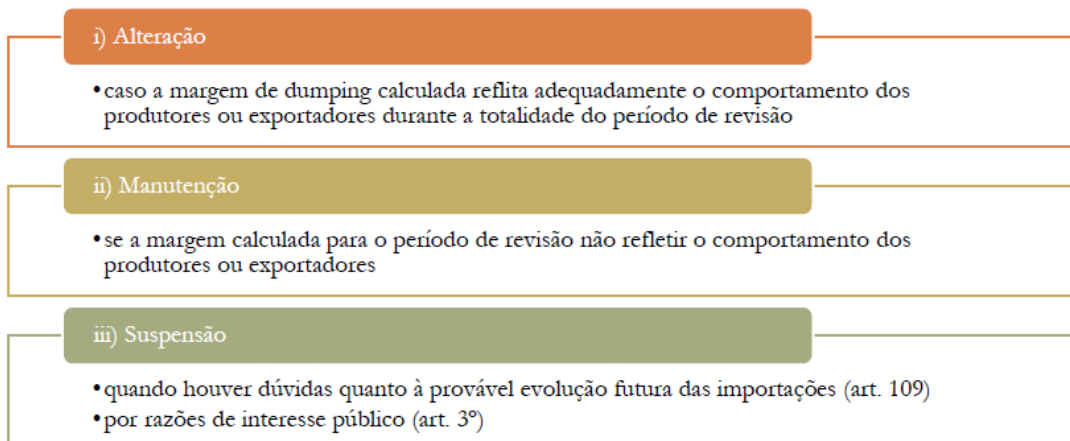 i) Alteração
•caso a margem de dumping calculada reflita adequadamente o comportamento dos
produtores ou exportadores durante a totalidade do período de revisão
ii) Manutenção
•se a margem calculada para o período de revisão não refletir o comportamento dos
produtores ou exportadores
iii) Suspensão
•quando houver dúvidas quanto à provável evolução futura das importações (art. 109)
•por razões de interesse público (art. 3º)